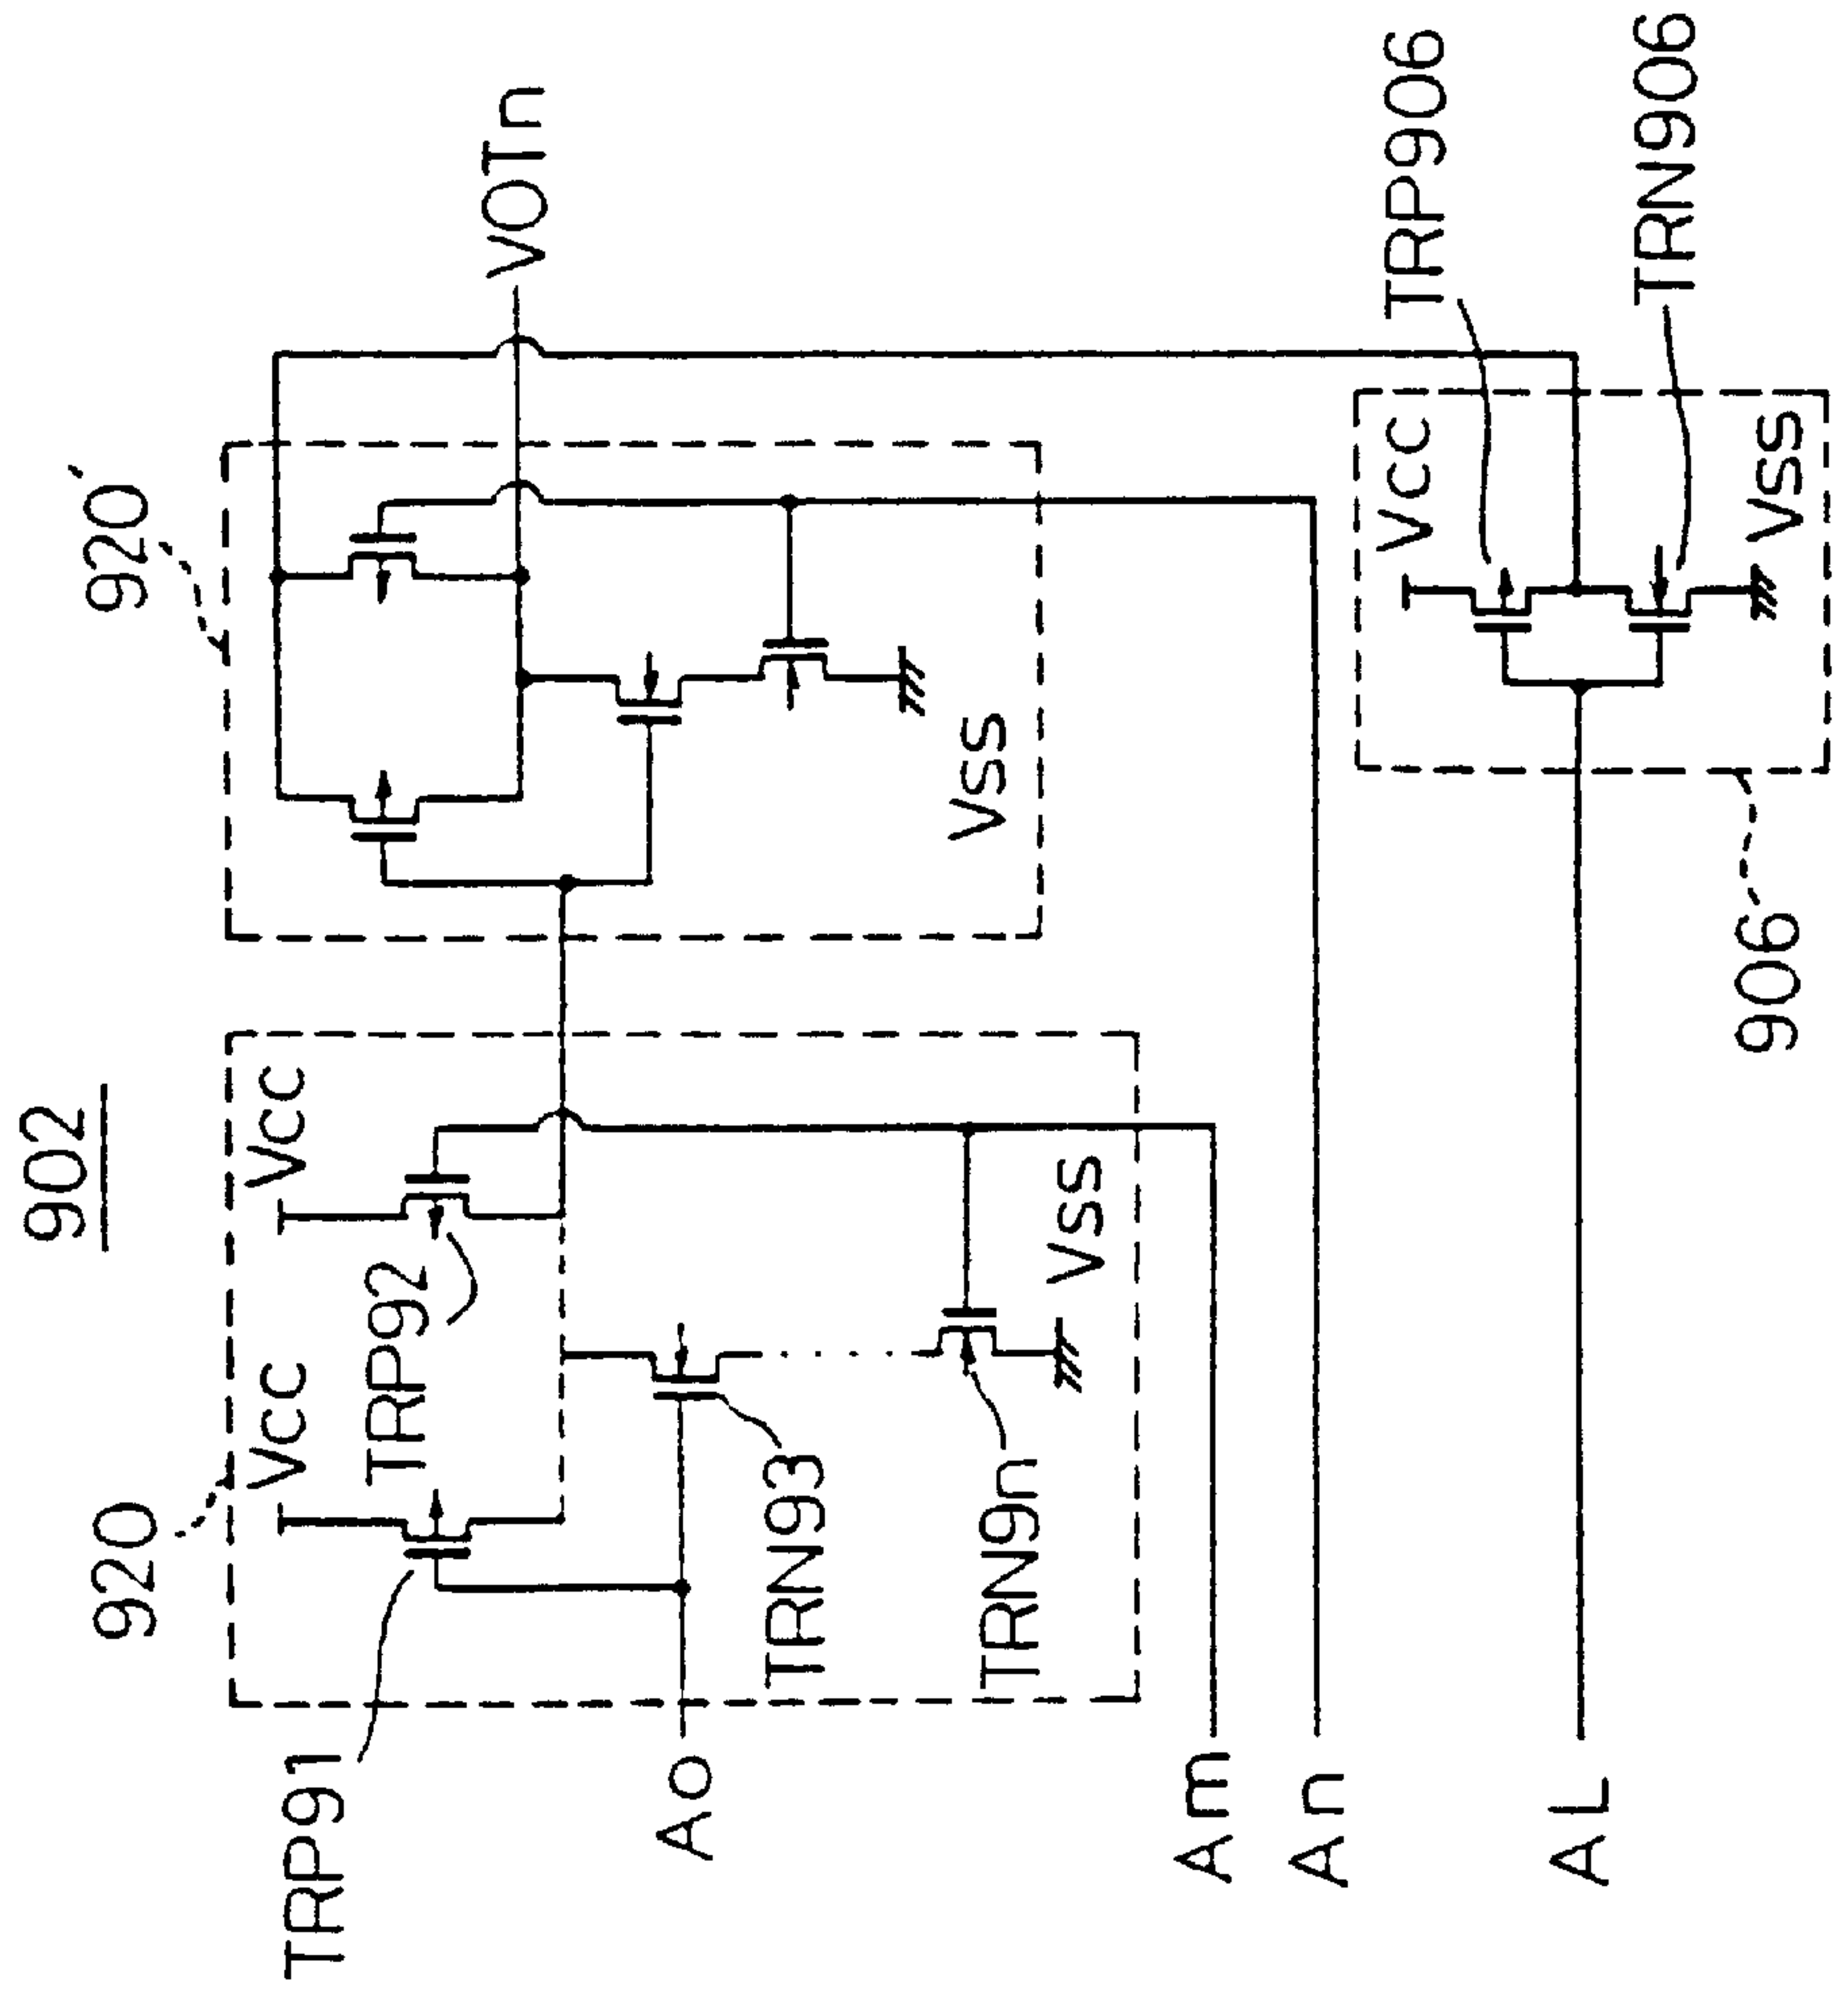 902
920
920'
Vcc
Vcc
VOTn
TRP91
TRP92
Ao
TRN93
TRN9n
Vss
Vss
Am
An
AL
Vcc
TRP906
TRN906
Vss
906